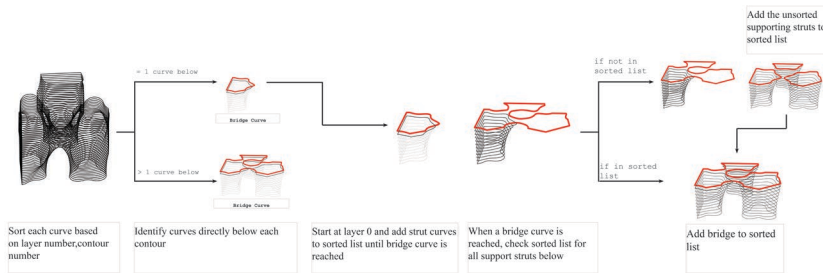 Add the unsorted
supporting struts to
sorted list
= 1 curve below
if not in
sorted list
Bridge Curve
> 1 curve below
if in sorted
list
Bridge Curve
Sort each curve based
on layer number,contour
number
Identify curves directly below each
contour
Start at layer 0 and add strut curves
to sorted list until bridge curve is
reached
When a bridge curve is
reached, check sorted list for
all support struts below
Add bridge to sorted
list